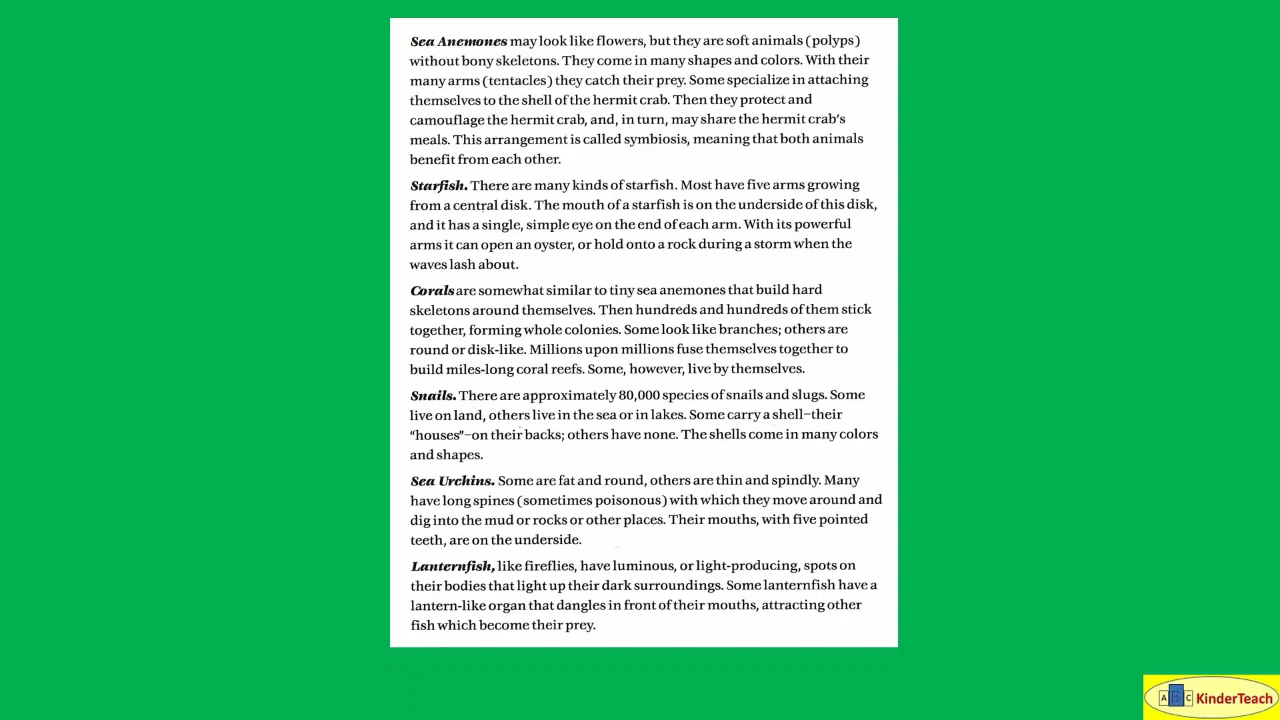 Sea Anemones may look like flowers, but they are soft animals (polyps)
without bony skeletons. They come in many shapes and colors. With their
many arms (tentacles) they catch their prey. Some specialize in attaching
themselves to the shell of the hermit crab. Then they protect and
camouflage the hermit crab, and, in turn, may share the hermit crab's
meals. This arrangement is called symbiosis, meaning that both animals
benefit from each other.
Starfish. There are many kinds of starfish. Most have five arms growing
from a central disk. The mouth of a starfish is on the underside of this disk,
and it has a single, simple eye on the end of each arm. With its powerful
arms it can open an oyster, or hold onto a rock during a storm when the
waves lash about.
Corals are somewhat similar to tiny sea anemones that build hard
skeletons around themselves. Then hundreds and hundreds of them stick
together, forming whole colonies. Some look like branches; others are
round or disk-like. Millions upon millions fuse themselves together to
build miles-long coral reefs. Some, however, live by themselves.
Snails. There are approximately 80,000 species of snails and slugs. Some
live on land, others live in the sea or in lakes. Some carry a shell–their
"houses"–on their backs; others have none. The shells come in many colors
and shapes.
Sea Urchins. Some are fat and round, others are thin and spindly. Many
have long spines (sometimes poisonous) with which they move around and
dig into the mud or rocks or other places. Their mouths, with five pointed
teeth, are on the underside.
Lanternfish, like fireflies, have luminous, or light-producing, spots on
their bodies that light up their dark surroundings. Some lanternfish have a
lantern-like organ that dangles in front of their mouths, attracting other
fish which become their prey.
A B C KinderTeach